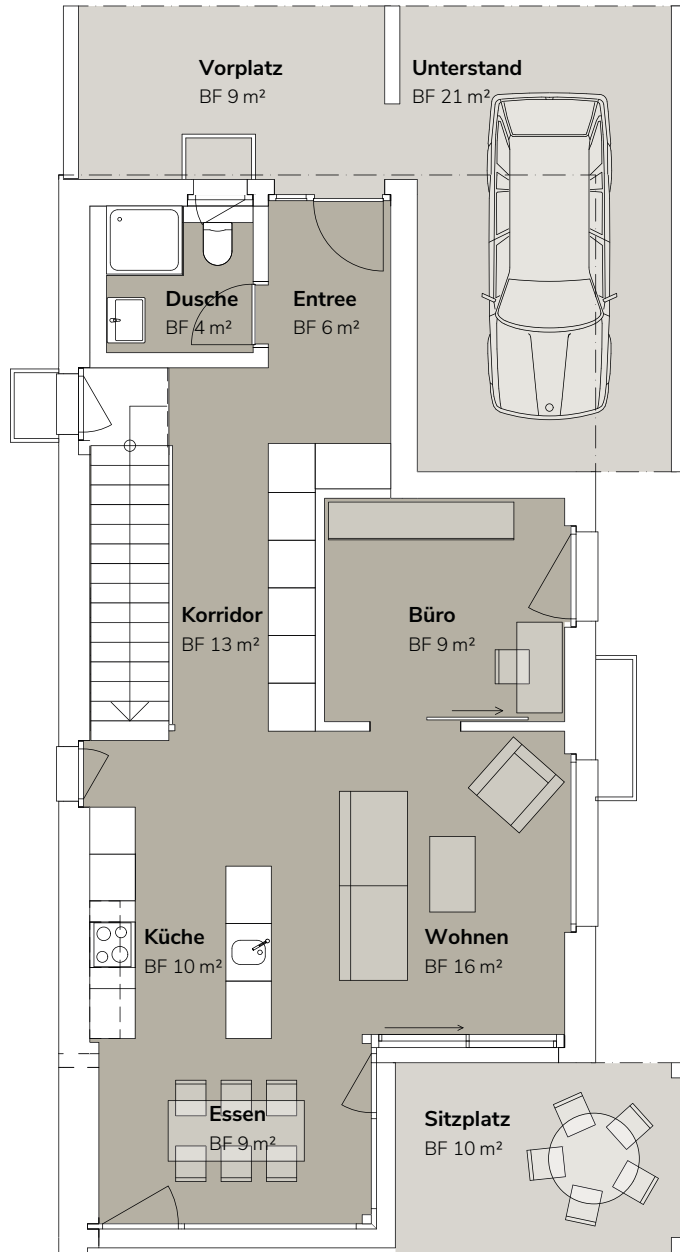 Vorplatz
BF 9 m²
Unterstand
BF 21 m²
Dusche
BF 4 m²
Entree
BF 6 m²
Korridor
BF 13 m²
Büro
BF 9 m²
Küche
BF 10 m²
Wohnen
BF 16 m²
Essen
BF 9 m²
Sitzplatz
BF 10 m²